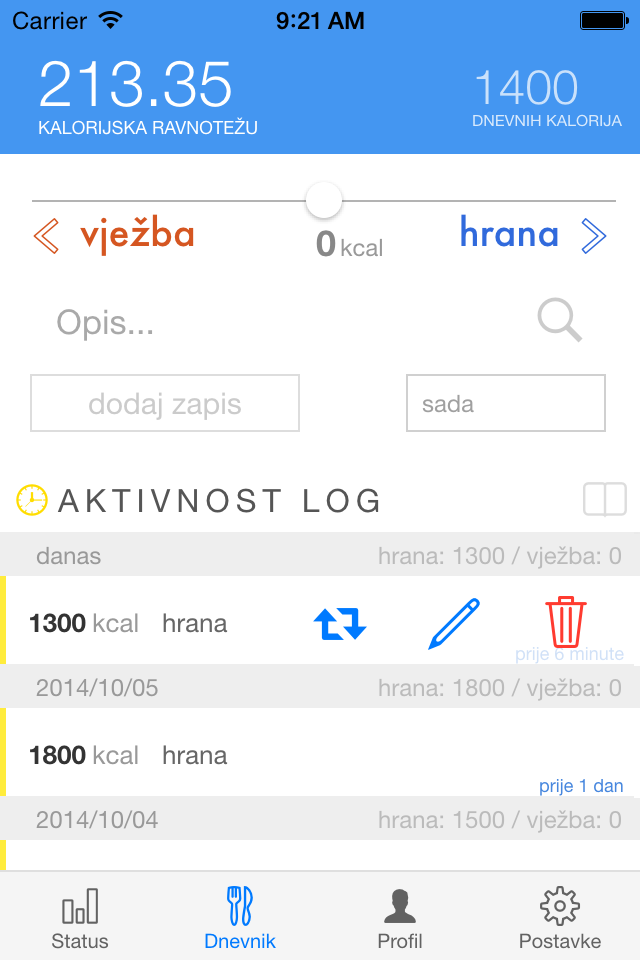 Carrier 9:21 AM
213.35 1400
KALORIJSKA RAVNOTEŽU DNEVNIH KALORIJA
vježba 0 kcal hrana
Opis...
dodaj zapis sada
AKTIVNOST LOG
danas hrana: 1300 / vježba: 0
1300 kcal hrana
prije 6 minute
2014/10/05 hrana: 1800 / vježba: 0
1800 kcal hrana
prije 1 dan
2014/10/04 hrana: 1500 / vježba: 0
Status Dnevnik Profil Postavke